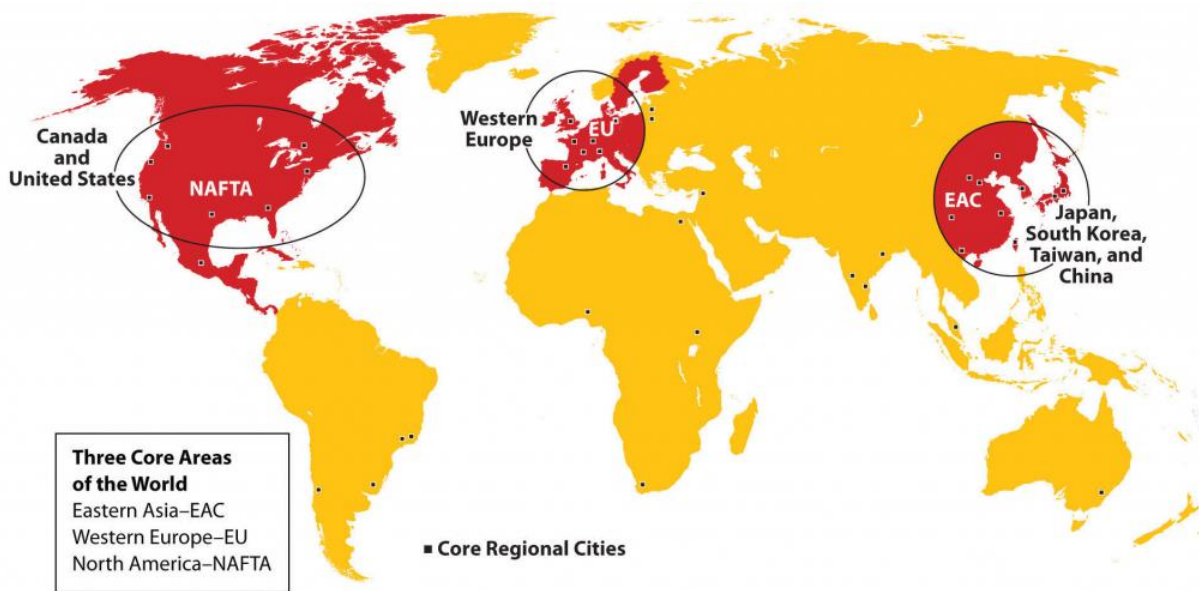 Canada
and
United States
NAFTA
Western
Europe
EU
EAC
Japan,
South Korea,
Taiwan, and
China
Three Core Areas
of the World
Eastern Asia–EAC
Western Europe–EU
North America–NAFTA
Core Regional Cities